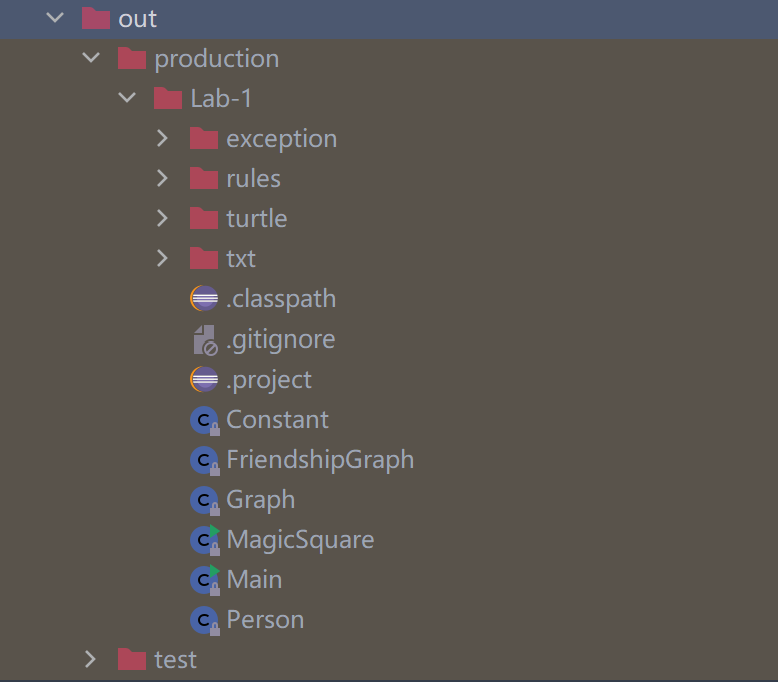 out
production
Lab-1
exception
rules
turtle
txt
.classpath
.gitignore
.project
Constant
FriendshipGraph
Graph
MagicSquare
Main
Person
test